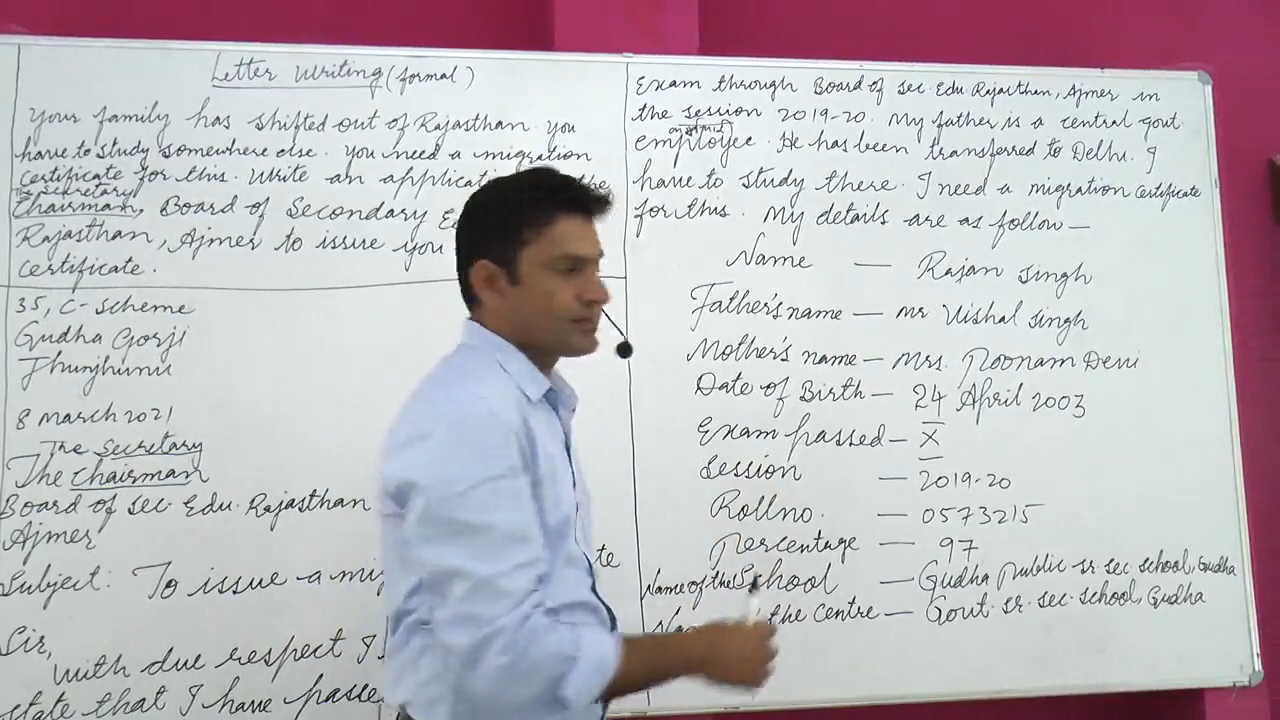 Letter Writing (formal)
Your family has shifted out of Rajasthan. You
have to study somewhere else. You need a migration
certificate for this. Write an applicati the
The Secretary
Chairman, Board of Secondary E
Rajasthan, Ajmer to issue you
certificate.
35, C-Scheme
Gudha Gorji
Jhunjhunu
8 March 2021
The Secretary
The Chairman
Board of Sec. Edu. Rajasthan
Ajmer
Subject: To issue a mig te
Sir,
With due respect I
state that I have passe
Exam through Board of Sec Edu Rajasthan, Ajmer in
the session 2019-20. My father is a central govt.
employee. He has been transferred to Delhi. I
have to study there. I need a migration certificate
for this. My details are as follow —
Name — Rajan Singh
Father's name — Mr Vishal Singh
Mother's name — Mrs. Poonam Devi
Date of Birth — 24 April 2003
Exam passed — X
Session — 2019-20
Roll no. — 0573215
Percentage — 97
Name of the School — Gudha Public sr. sec school, Gudha
the Centre — Govt. sr. sec. school, Gudha